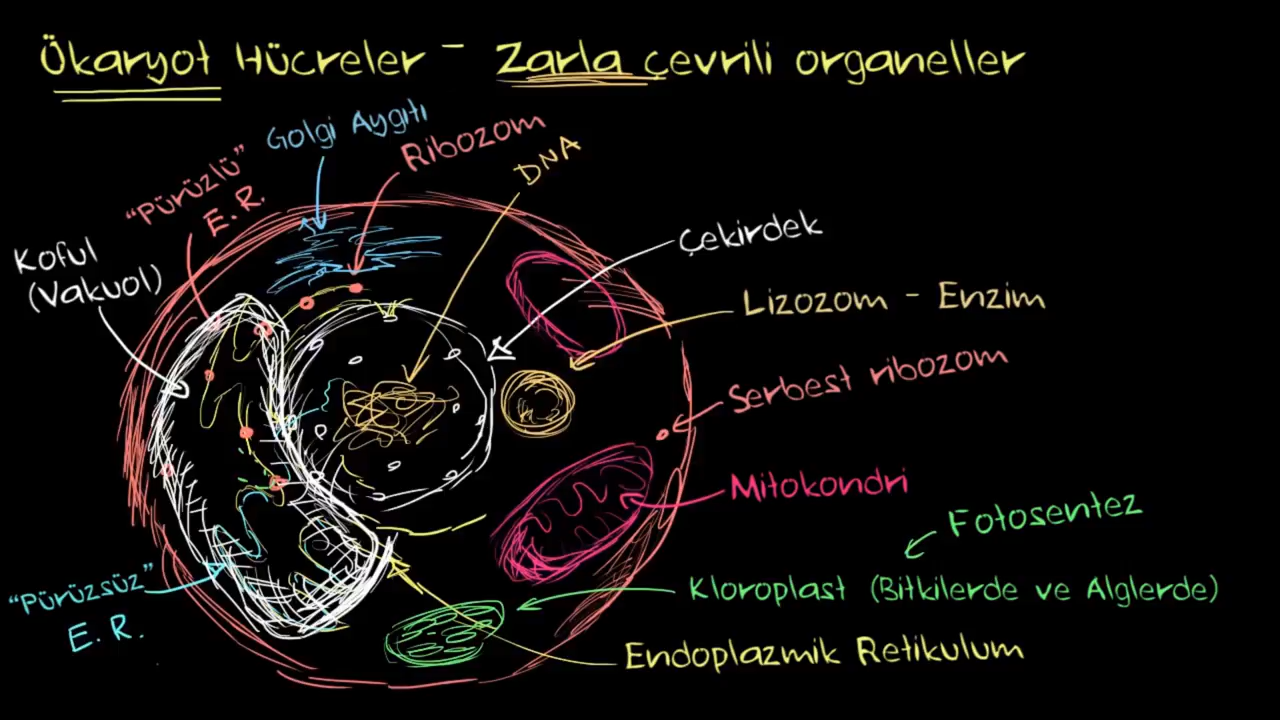 Ükaryot Hücreler - Zarla çevrili organeller
Golgi Aygıtı
Ribozom
DNA
"Pürüzlü"
E. R.
Koful
(Vakuol)
Çekirdek
Lizozom - Enzim
Serbest ribozom
Mitokondri
Fotosentez
Kloroplast (Bitkilerde ve Alglerde)
"Pürüzsüz"
E. R.
Endoplazmik Retikulum